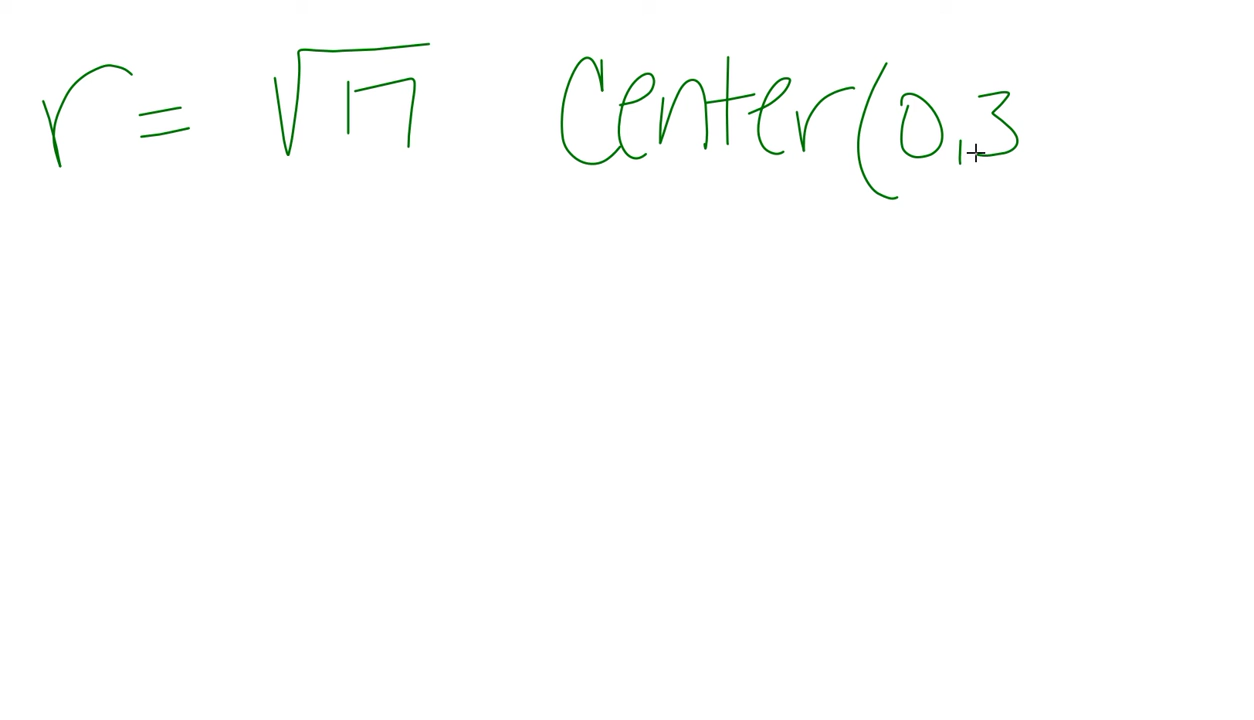 r = √17 Center(0,3